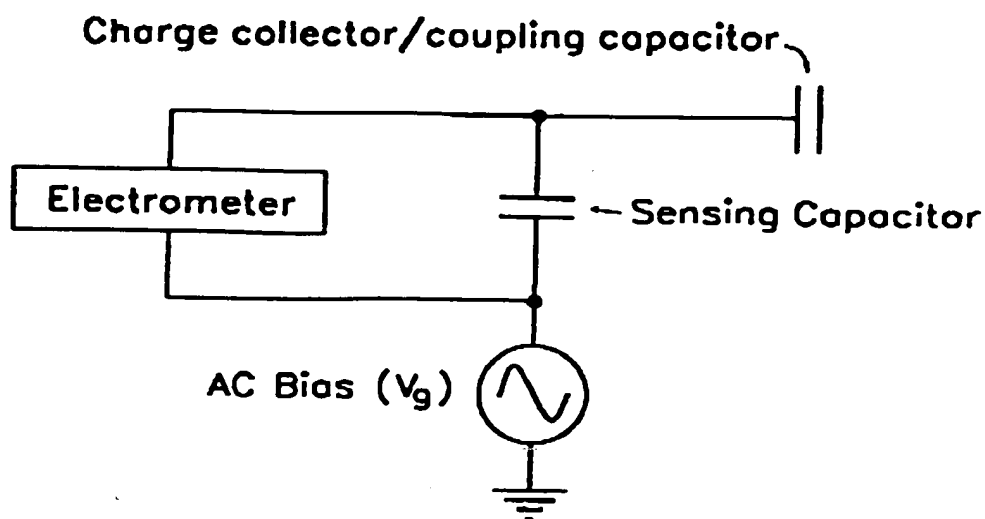 Charge collector/coupling capacitor
Electrometer
Sensing Capacitor
AC Bias (Vg)